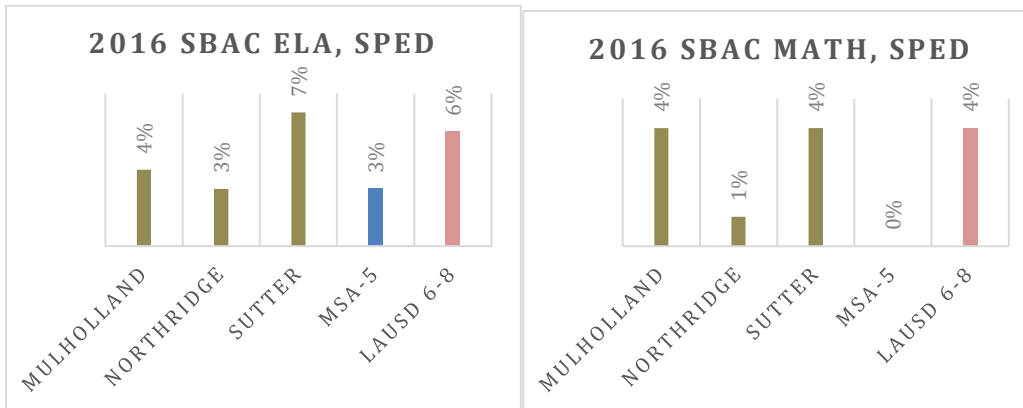 2016 SBAC ELA, SPED
4%
3%
7%
3%
6%
MULHOLLAND
NORTHRIDGE
SUTTER
MSA-5
LAUSD 6-8
2016 SBAC MATH, SPED
4%
1%
4%
0%
4%
MULHOLLAND
NORTHRIDGE
SUTTER
MSA-5
LAUSD 6-8